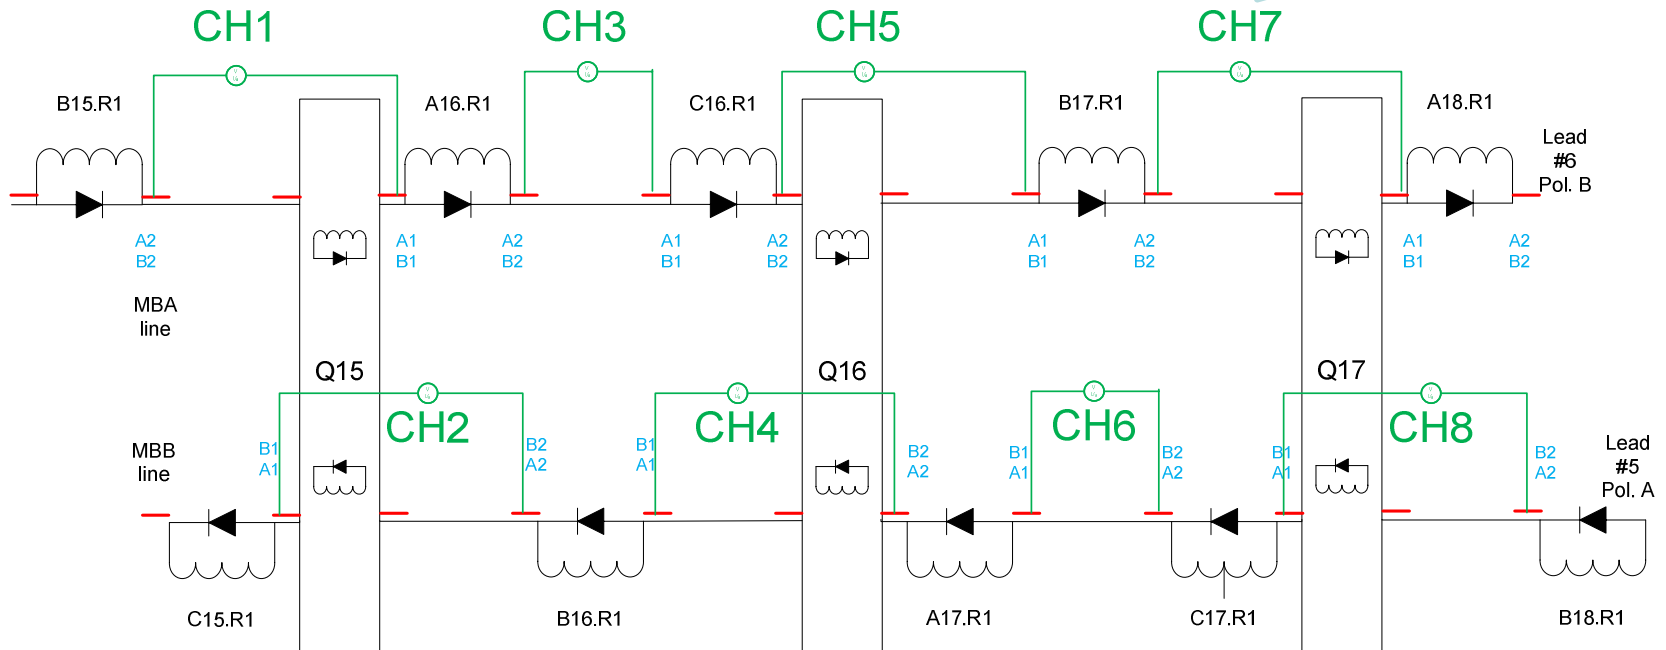 CH1
CH3
CH5
CH7
B15.R1
A16.R1
C16.R1
B17.R1
A18.R1
Lead
#6
Pol. B
A2
B2
A1
B1
A2
B2
A1
B1
A2
B2
A1
B1
A2
B2
A1
B1
A2
B2
MBA
line
Q15
Q16
Q17
CH2
CH4
CH6
CH8
MBB
line
B1
A1
B2
A2
B1
A1
B2
A2
B1
A1
B2
A2
B1
A1
B2
A2
Lead
#5
Pol. A
C15.R1
B16.R1
A17.R1
C17.R1
B18.R1